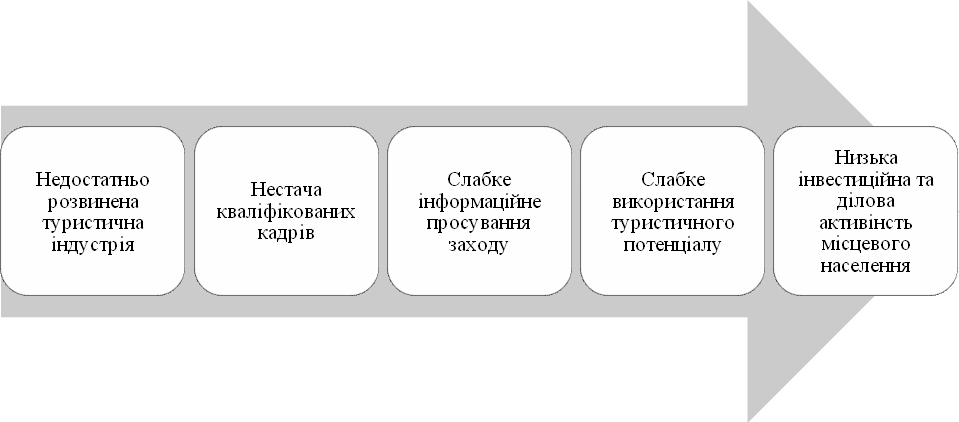 Недостатньо
розвинена
туристична
індустрія
Нестача
кваліфікованих
кадрів
Слабке
інформаційне
просування
заходу
Слабке
використання
туристичного
потенціалу
Низька
інвестиційна та
ділова
активінсть
місцевого
населення